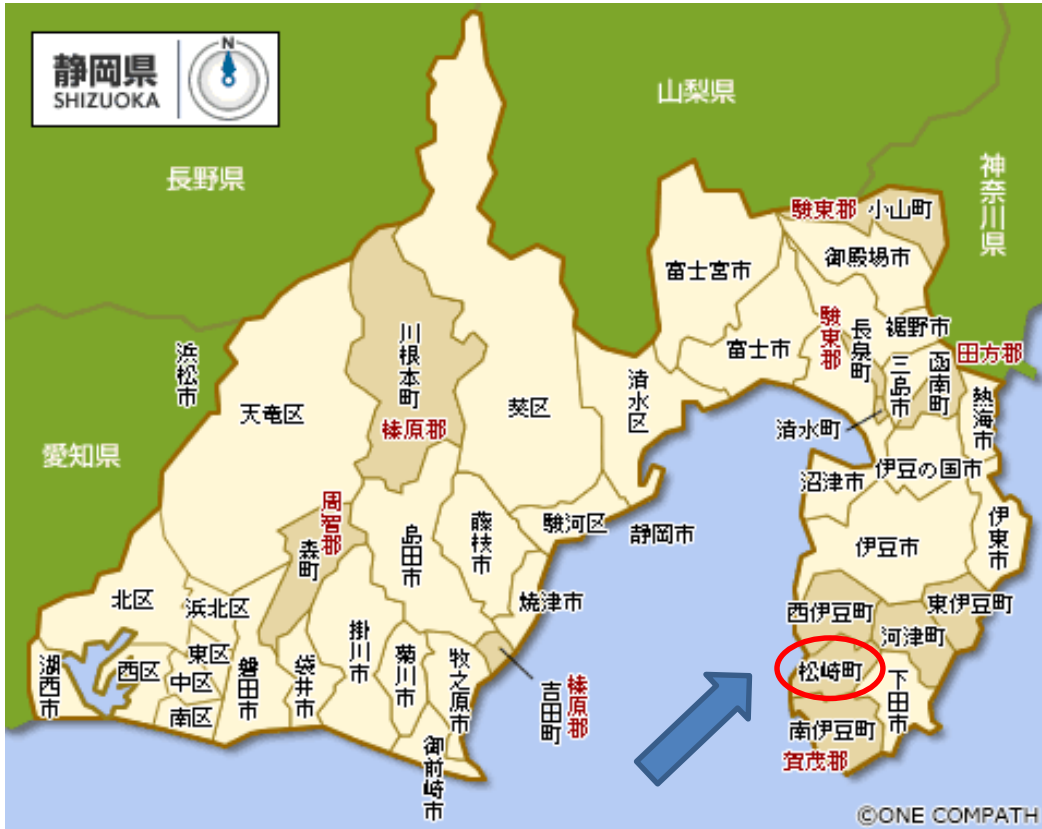 静岡県
SHIZUOKA
N
山梨県
長野県
神奈川県
愛知県
駿東郡
小山町
御殿場市
富士宮市
裾野市
駿東郡
長泉町
富士市
三島市
函南町
田方郡
熱海市
清水町
伊豆の国市
沼津市
伊豆市
伊東市
西伊豆町
東伊豆町
河津町
松崎町
下田市
南伊豆町
賀茂郡
浜松市
天竜区
川根本町
榛原郡
葵区
清水区
駿河区
静岡市
周智郡
森町
島田市
藤枝市
焼津市
北区
浜北区
東区
西区
中区
南区
湖西市
磐田市
袋井市
掛川市
菊川市
牧之原市
吉田町
榛原郡
御前崎市
©ONE COMPATH